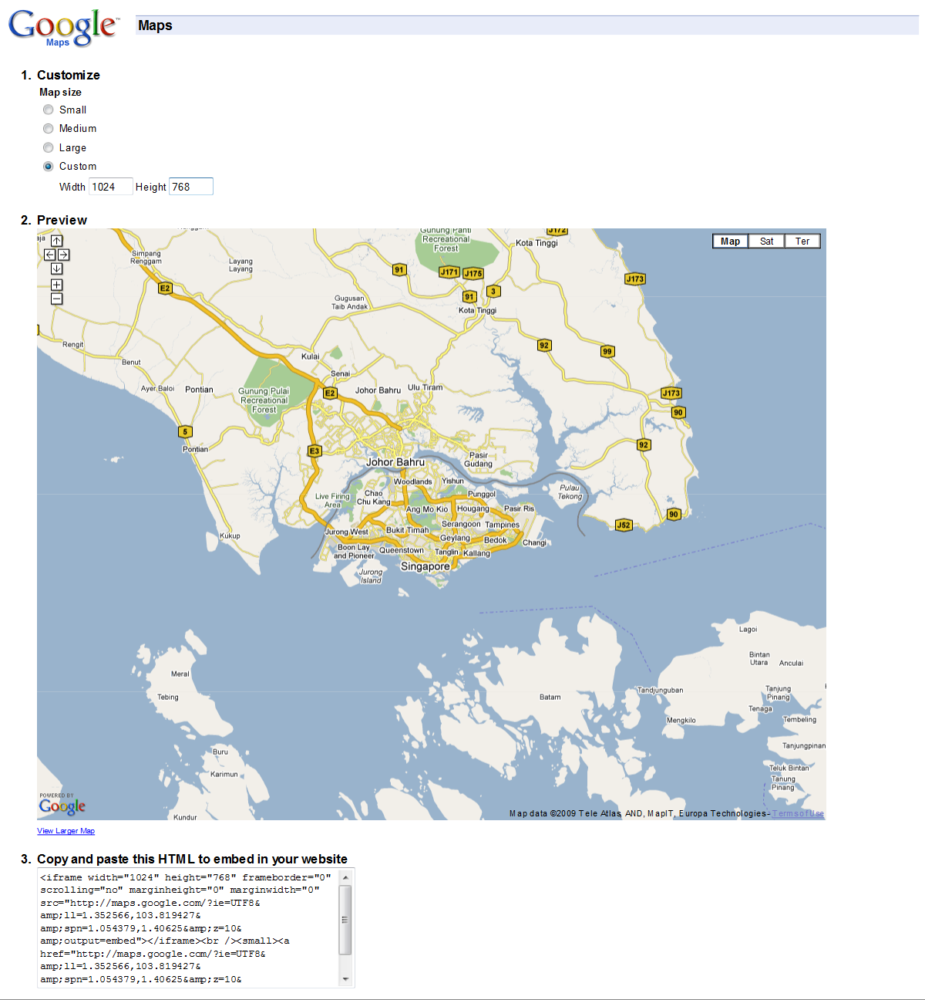 Google™
Maps
Maps
1. Customize
Map size
Small
Medium
Large
Custom
Width 1024 Height 768
2. Preview
Gunung Panti
Recreational
Forest
J172
Kota Tinggi
Map Sat Ter
Simpang
Renggam
Layang
Layang
91
J171
J175
J173
E2
91
3
Gugusan
Taib Andak
Kota Tinggi
Rengit
92
99
Benut
Kulai
Senai
Ayer Baloi
Pontian
Gunung Pulai
Recreational
Forest
E2
Johor Bahru
Ulu Tiram
J173
90
5
Pontian
E3
92
Johor Bahru
Pasir
Gudang
Woodlands
Yishun
Live Firing
Area
Chao
Chu Kang
Punggol
Pulau
Tekong
Ang Mo Kio
Hougang
Pasir Ris
90
Serangoon
Tampines
J52
Kukup
Jurong West
Bukit Timah
Geylang
Bedok
Changi
Boon Lay
and Pioneer
Queenstown
Tanglin
Kallang
Singapore
Jurong
Island
Lagoi
Bintan
Utara
Anculai
Meral
Tebing
Batam
Tandjunguban
Tanjung
Pinang
Tenaga
Mengkilo
Tembeling
Buru
Tanjungpinan
Karimun
Teluk Bintan
Tanung
Pinang
POWERED BY
Google
Kundur
Map data ©2009 Tele Atlas, AND, MapIT, Europa Technologies - Terms of Use
View Larger Map
3. Copy and paste this HTML to embed in your website
<iframe width="1024" height="768" frameborder="0"
scrolling="no" marginheight="0" marginwidth="0"
src="http://maps.google.com/?ie=UTF8&
amp;ll=1.352566,103.819427&
amp;spn=1.054379,1.40625&amp;z=10&
amp;output=embed"></iframe><br /><small><a
href="http://maps.google.com/?ie=UTF8&
amp;ll=1.352566,103.819427&
amp;spn=1.054379,1.40625&amp;z=10&